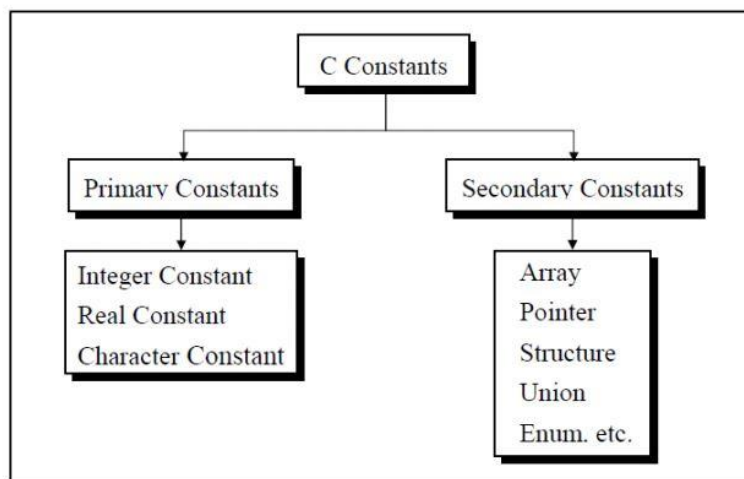 C Constants
Primary Constants
Secondary Constants
Integer Constant
Real Constant
Character Constant
Array
Pointer
Structure
Union
Enum. etc.